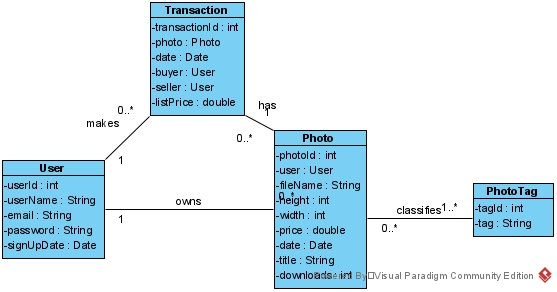 Transaction
-transactionId : int
-photo : Photo
-date : Date
-buyer : User
-seller : User
-listPrice : double
0..*
makes
1
has
1
0..*
User
-userId : int
-userName : String
-email : String
-password : String
-signUpDate : Date
owns
1
0..*
Photo
-photoId : int
-user : User
-fileName : String
-height : int
-width : int
-price : double
-date : Date
-title : String
-downloads : int
classifies
1..*
0..*
PhotoTag
-tagId : int
-tag : String
Powered By Visual Paradigm Community Edition